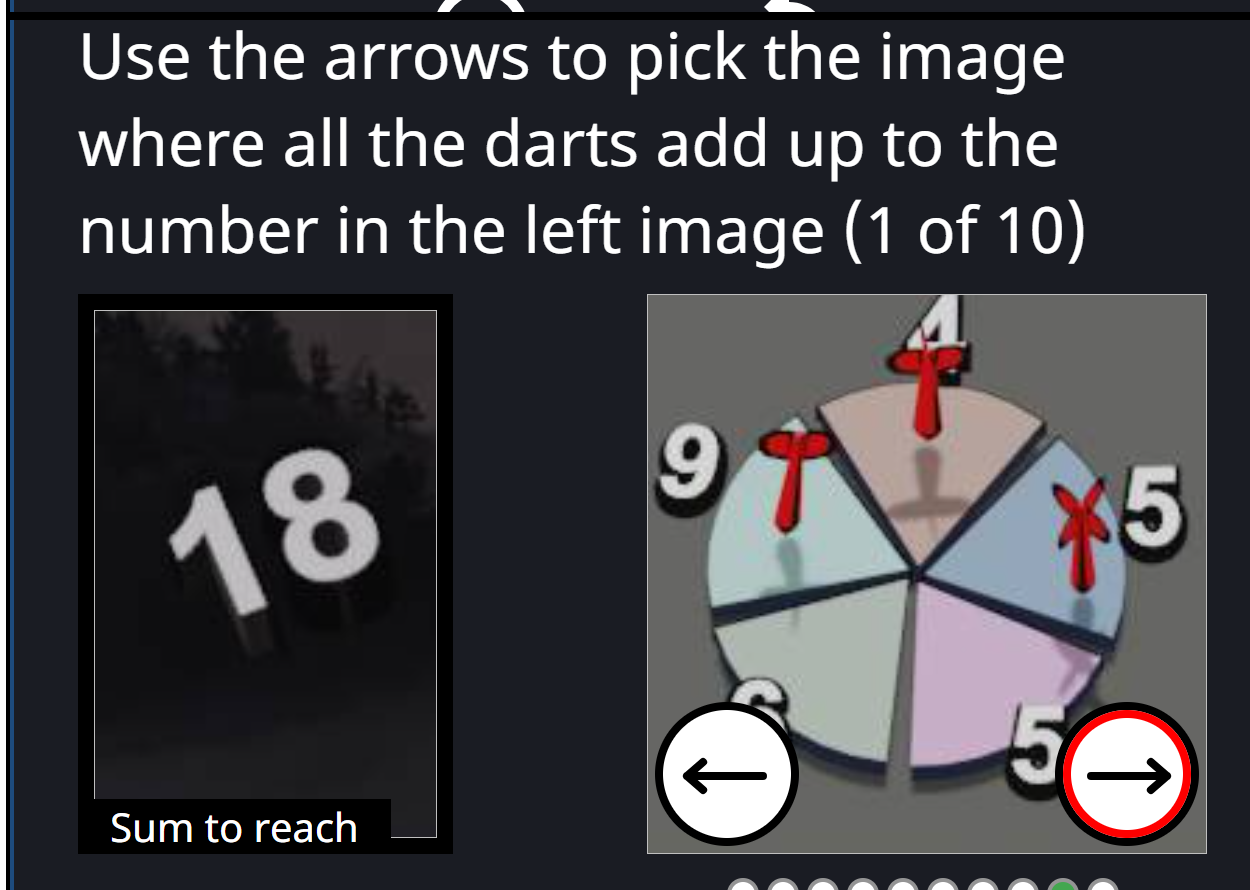 Use the arrows to pick the image
where all the darts add up to the
number in the left image (1 of 10)
18
4
9
5
6
5
Sum to reach